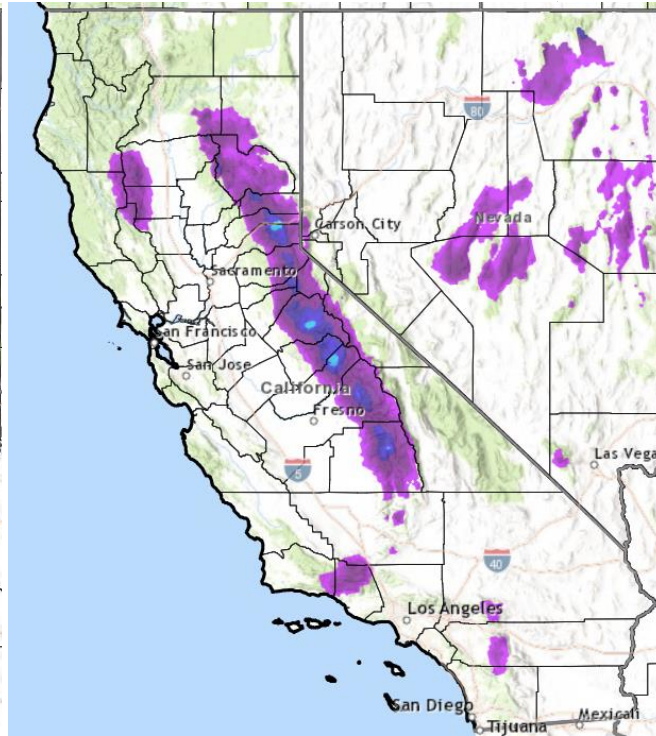 80
Nevada
Carson City
Sacramento
San Francisco
San Jose
California
Fresno
5
Las Vega
40
Los Angeles
San Diego
Tijuana
Mexicali